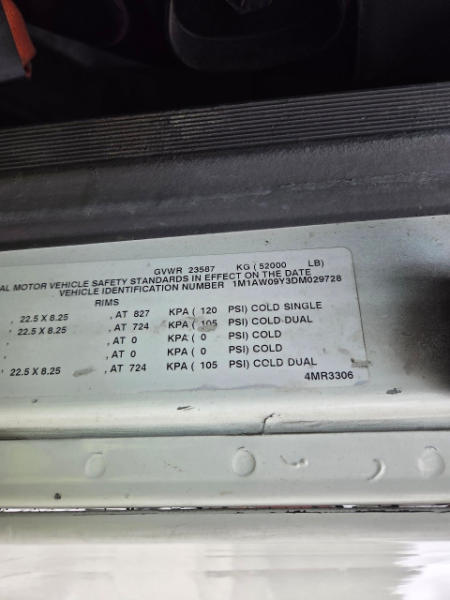 GVWR 23587 KG ( 52000 LB)
AL MOTOR VEHICLE SAFETY STANDARDS IN EFFECT ON THE DATE
VEHICLE IDENTIFICATION NUMBER 1M1AW09Y3DM029728
RIMS
, 22.5 X 8.25 , AT 827 KPA ( 120 PSI) COLD SINGLE
, 22.5 X 8.25 , AT 724 KPA ( 105 PSI) COLD DUAL
, , AT 0 KPA ( 0 PSI) COLD
, , AT 0 KPA ( 0 PSI) COLD
, 22.5 X 8.25 , AT 724 KPA ( 105 PSI) COLD DUAL
4MR3306